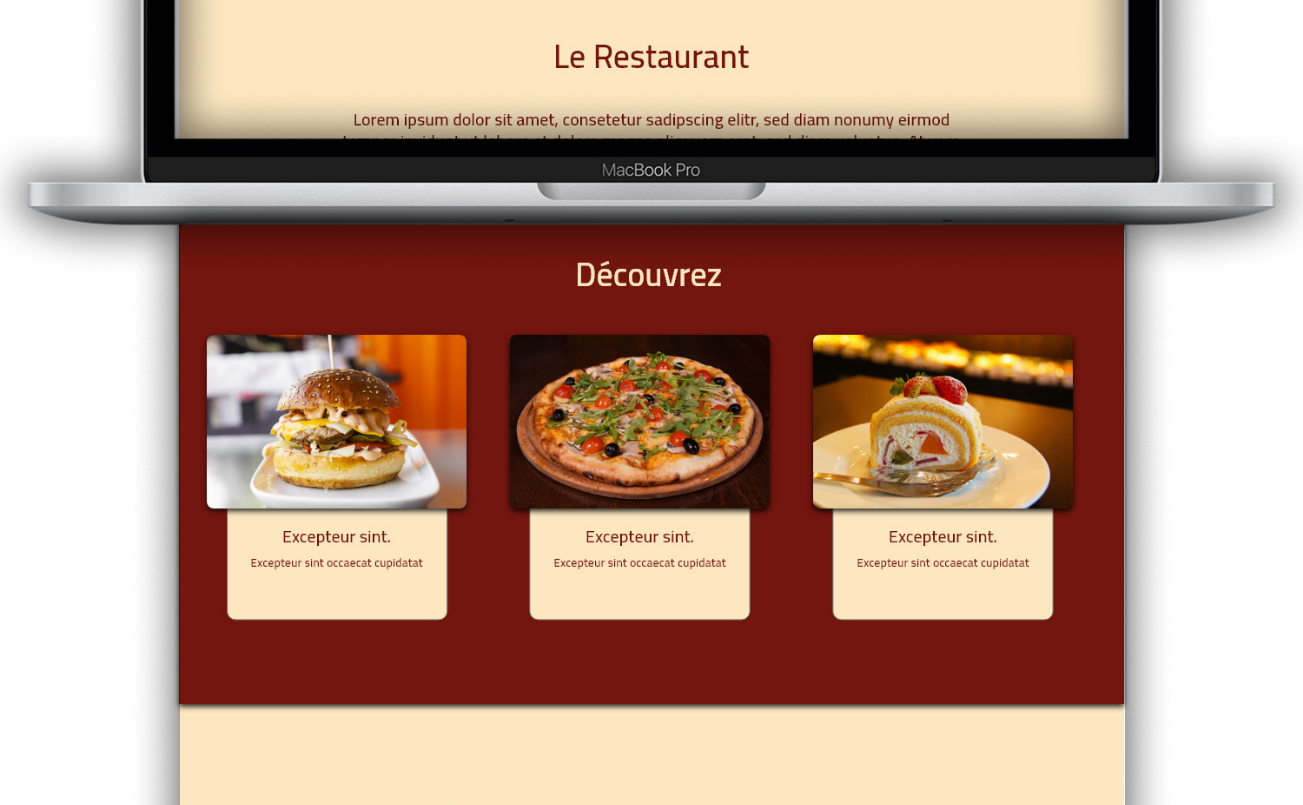 Le Restaurant
Lorem ipsum dolor sit amet, consetetur sadipscing elitr, sed diam nonumy eirmod
MacBook Pro
Découvrez
Excepteur sint.
Excepteur sint occaecat cupidatat
Excepteur sint.
Excepteur sint occaecat cupidatat
Excepteur sint.
Excepteur sint occaecat cupidatat